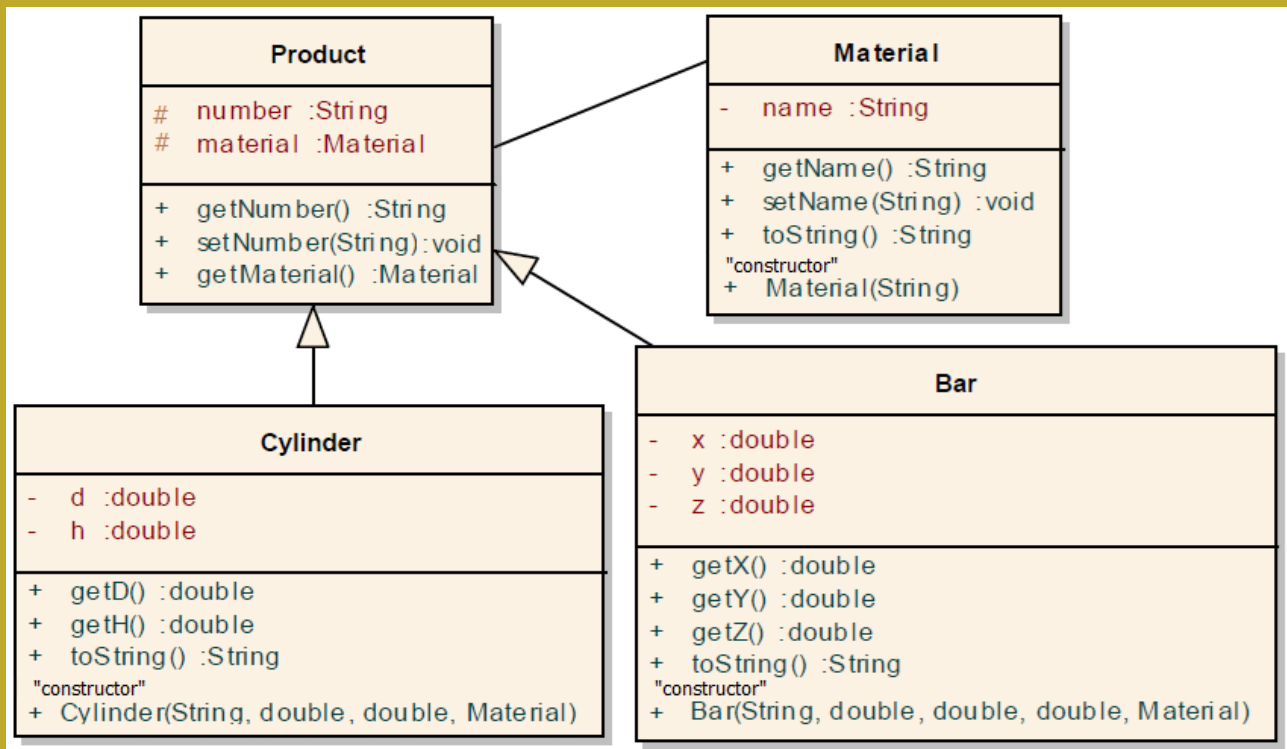 Product
# number :String
# material :Material
+ getNumber() :String
+ setNumber(String):void
+ getMaterial() :Material
Material
- name :String
+ getName() :String
+ setName(String) :void
+ toString() :String
"constructor"
+ Material(String)
Cylinder
- d :double
- h :double
+ getD() :double
+ getH() :double
+ toString() :String
"constructor"
+ Cylinder(String, double, double, Material)
Bar
- x :double
- y :double
- z :double
+ getX() :double
+ getY() :double
+ getZ() :double
+ toString() :String
"constructor"
+ Bar(String, double, double, double, Material)